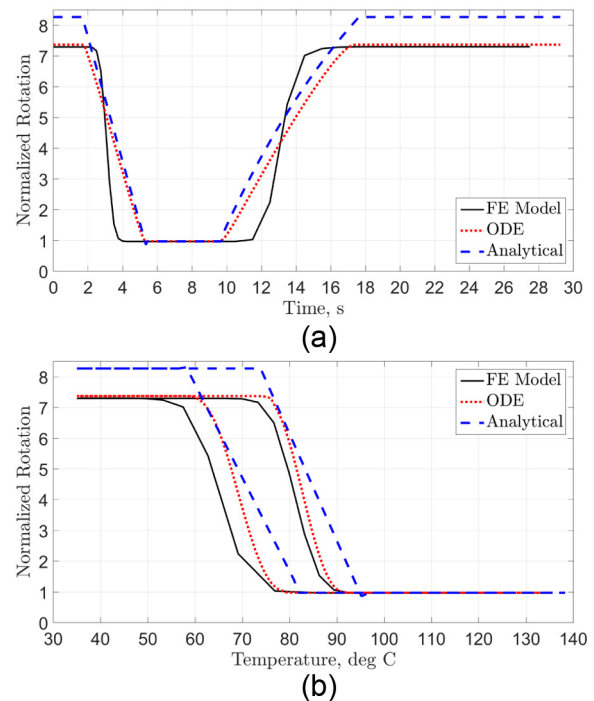 8
7
6
5
4
3
2
1
0
Normalized Rotation
FE Model
ODE
Analytical
0 2 4 6 8 10 12 14 16 18 20 22 24 26 28 30
Time, s
(a)
8
7
6
5
4
3
2
1
0
Normalized Rotation
FE Model
ODE
Analytical
30 40 50 60 70 80 90 100 110 120 130 140
Temperature, deg C
(b)